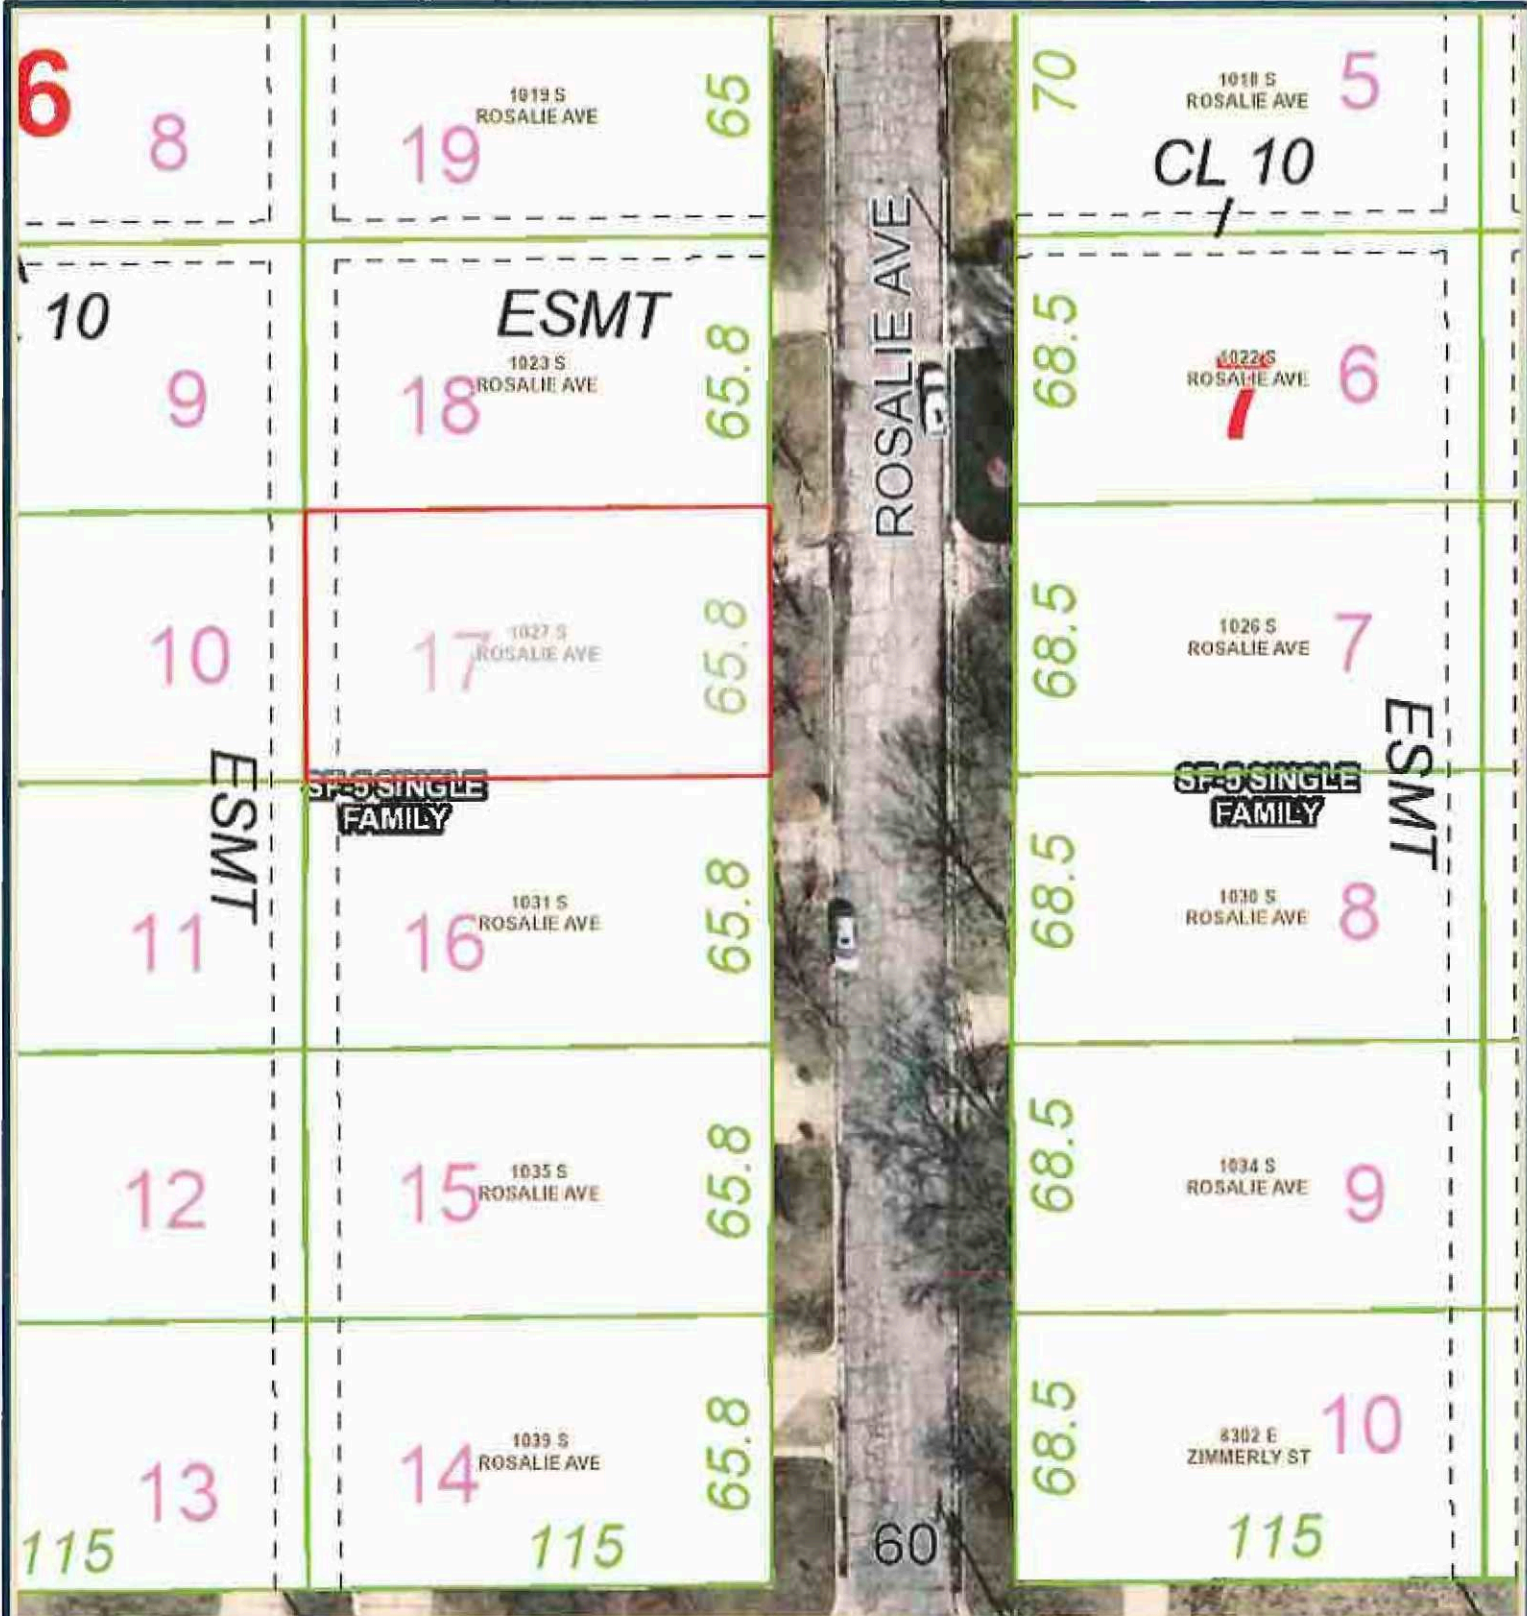 6
8
1019 S
ROSALIE AVE
19
65
70
1018 S
ROSALIE AVE
5
CL 10
10
ESMT
9
1023 S
ROSALIE AVE
18
65.8
ROSALIE AVE
68.5
1022 S
ROSALIE AVE
6
7
10
1027 S
ROSALIE AVE
17
65.8
68.5
1026 S
ROSALIE AVE
7
ESMT
SF-5 SINGLE
FAMILY
SF-5 SINGLE
FAMILY
ESMT
11
1031 S
ROSALIE AVE
16
65.8
68.5
1030 S
ROSALIE AVE
8
12
1035 S
ROSALIE AVE
15
65.8
68.5
1034 S
ROSALIE AVE
9
13
1039 S
ROSALIE AVE
14
65.8
68.5
8302 E
ZIMMERLY ST
10
115
115
60
115